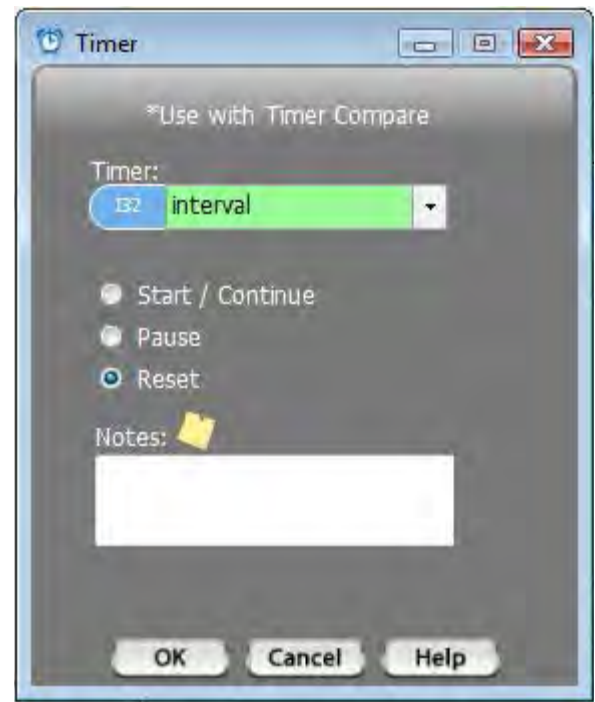 Timer
*Use with Timer Compare
Timer:
I32 interval
Start / Continue
Pause
Reset
Notes:
OK Cancel Help